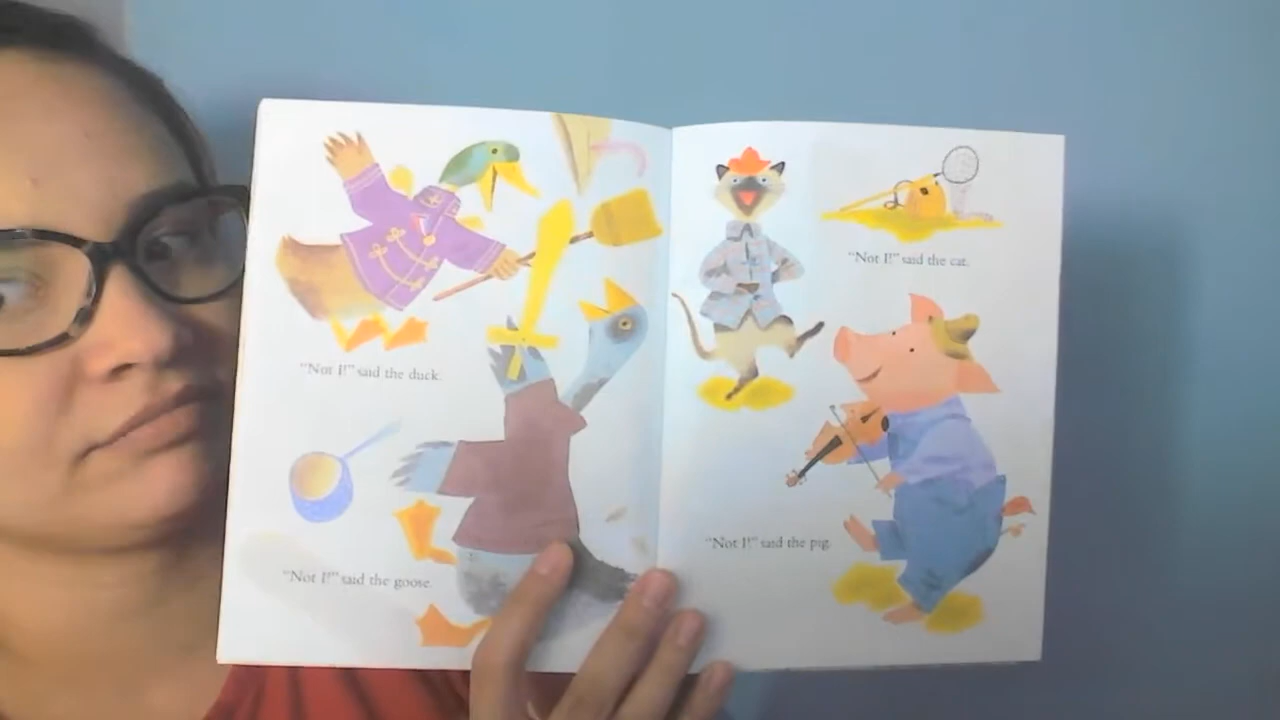 "Not I!" said the duck.
"Not I!" said the goose.
"Not I!" said the cat.
"Not I!" said the pig.